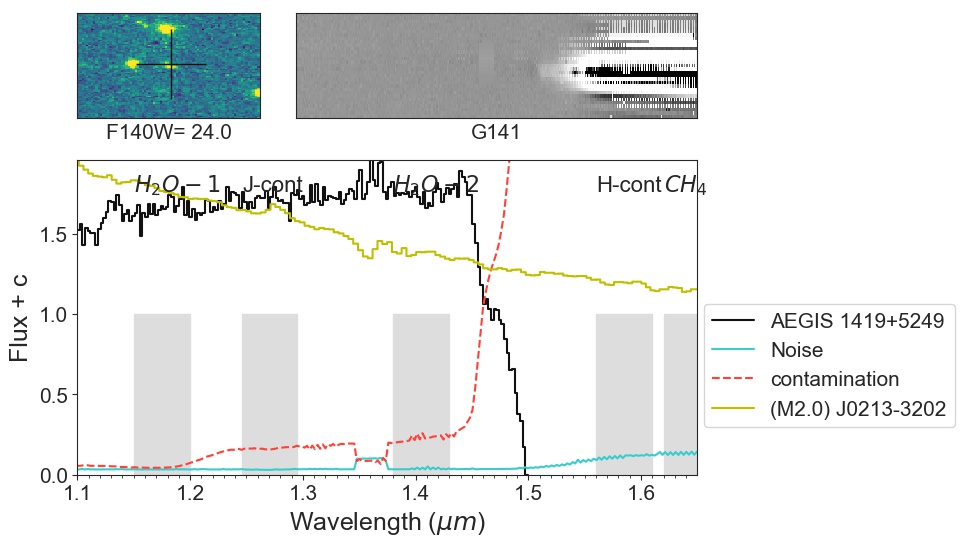 F140W= 24.0
G141
H₂O − 1
J-cont
H₂O − 2
H-cont
CH₄
1.5
1.0
0.5
0.0
1.1
1.2
1.3
1.4
1.5
1.6
Flux + c
Wavelength (μm)
AEGIS 1419+5249
Noise
contamination
(M2.0) J0213-3202